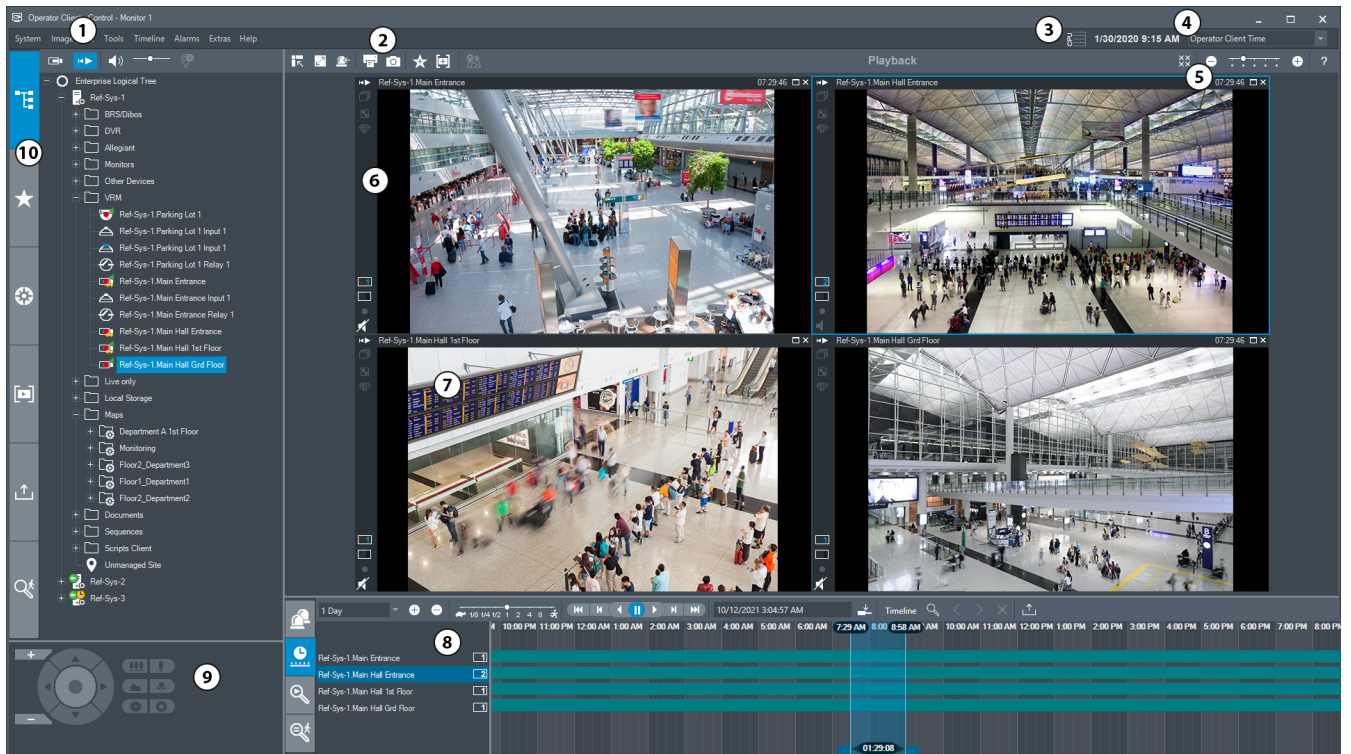 Operator Client - Control - Monitor 1
System Image Tools Timeline Alarms Extras Help
1
2
3
1/30/2020 9:15 AM
4
Operator Client Time
Playback
5
?
Enterprise Logical Tree
Ref-Sys-1
BRS/Dibos
DVR
Allegiant
Monitors
Other Devices
VRM
Ref-Sys-1.Parking Lot 1
Ref-Sys-1.Parking Lot 1 Input 1
Ref-Sys-1.Parking Lot 1 Input 1
Ref-Sys-1.Parking Lot 1 Relay 1
Ref-Sys-1.Main Entrance
Ref-Sys-1.Main Entrance Input 1
Ref-Sys-1.Main Entrance Relay 1
Ref-Sys-1.Main Hall Entrance
Ref-Sys-1.Main Hall 1st Floor
Ref-Sys-1.Main Hall Grd Floor
Live only
Local Storage
Maps
Department A 1st Floor
Monitoring
Floor2_Department3
Floor1_Department1
Floor2_Department2
Documents
Sequences
Scripts Client
Unmanaged Site
Ref-Sys-2
Ref-Sys-3
10
9
Ref-Sys-1.Main Entrance 07:29:46
6
1
Ref-Sys-1.Main Hall Entrance 07:29:46
2
Ref-Sys-1.Main Hall 1st Floor
7
1
Ref-Sys-1.Main Hall Grd Floor 07:29:46
1
B
1 Day
1/8 1/4 1/2 1 2 4 8
10/12/2021 3:04:57 AM
Timeline
8
10:00 PM 11:00 PM 12:00 AM 1:00 AM 2:00 AM 3:00 AM 4:00 AM 5:00 AM 6:00 AM 7:29 AM 8:00 8:58 AM AM 10:00 AM 11:00 AM 12:00 PM 1:00 PM 2:00 PM 3:00 PM 4:00 PM 5:00 PM 6:00 PM 7:00 PM 8:00 PM
Ref-Sys-1.Main Entrance 1
Ref-Sys-1.Main Hall Entrance 2
Ref-Sys-1.Main Hall 1st Floor 1
Ref-Sys-1.Main Hall Grd Floor 1
01:29:08